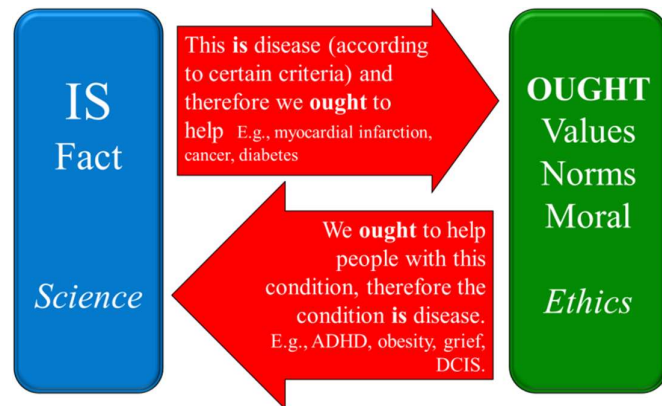 IS
Fact
Science
This is disease (according
to certain criteria) and
therefore we ought to
help E.g., myocardial infarction,
cancer, diabetes
We ought to help
people with this
condition, therefore the
condition is disease.
E.g., ADHD, obesity, grief,
DCIS.
OUGHT
Values
Norms
Moral
Ethics